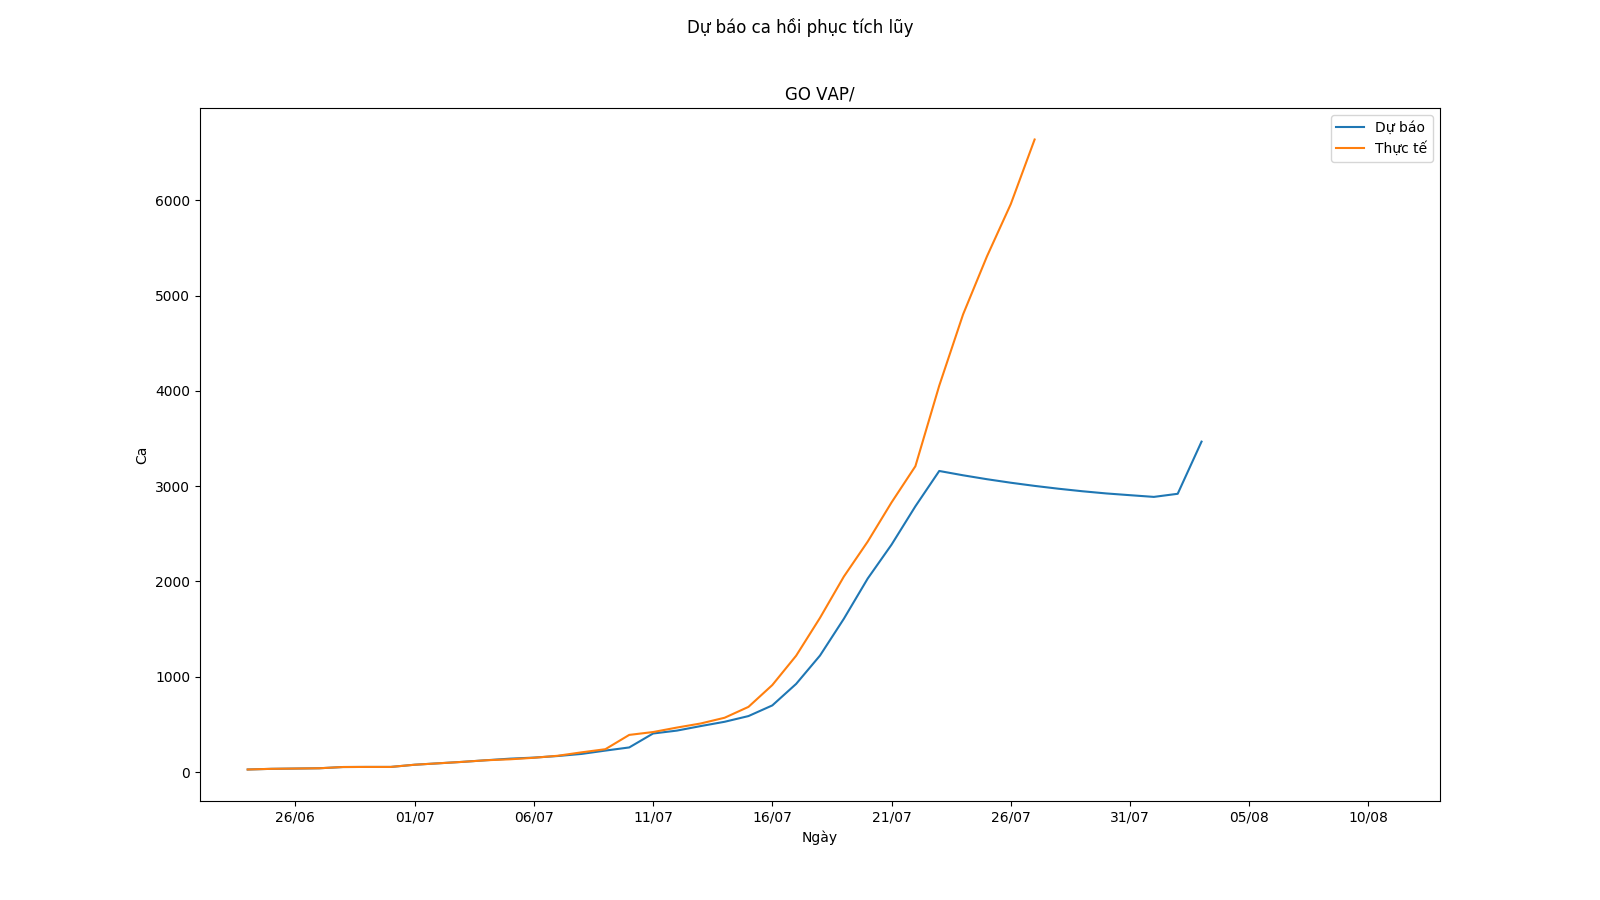 Dự báo ca hồi phục tích lũy
GO VAP/
Dự báo
Thực tế
6000
5000
4000
3000
2000
1000
0
Ca
26/06 01/07 06/07 11/07 16/07 21/07 26/07 31/07 05/08 10/08
Ngày